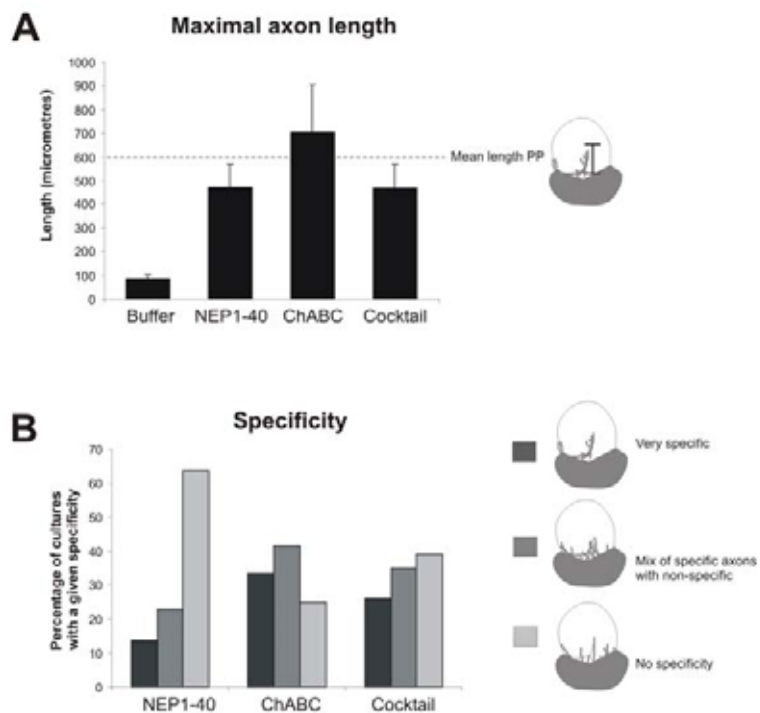 A
Maximal axon length
Length (micrometres)
1000
900
800
700
600
500
400
300
200
100
0
Mean length PP
Buffer NEP1-40 ChABC Cocktail
B
Specificity
Percentage of cultures
with a given specificity
70
60
50
40
30
20
10
0
NEP1-40 ChABC Cocktail
Very specific
Mix of specific axons
with non-specific
No specificity